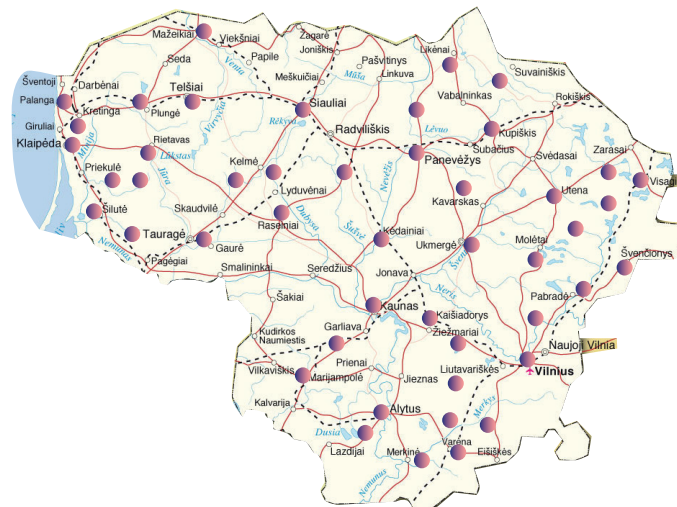 Mažeikiai
Viekšniai
Žagarė
Joniškis
Likėnai
Seda
Papile
Venta
Pašvitinys
Suvainiškis
Šventoji
Darbėnai
Telšiai
Meškuičiai
Mūša
Linkuva
Palanga
Virvyčia
Vabalninkas
Rokiškis
Kretinga
Plungė
Šiauliai
Giruliai
Minija
Rėkyva
Radviliškis
Lėvuo
Kupiškis
Klaipėda
Rietavas
Subačius
Zarasai
Lūkstas
Panevėžys
Svėdasai
Priekulė
Jūra
Kelmė
Visagi
Lyduvėnai
Nevėžis
Utena
Šilutė
Skaudvilė
Kavarskas
Raseiniai
Dubysa
Šušvė
Tauragė
Kėdainiai
Ukmergė
Molėtai
Nemunas
Gaurė
Šven
Švenčionys
Pagėgiai
Smalininkai
Seredžius
Jonava
Neris
Pabradė
Šakiai
Kaunas
Kaišiadorys
Kudirkos
Naumiestis
Garliava
Žiežmariai
Naujoji Vilnia
Vilkaviškis
Prienai
Liutavariškės
Vilnius
Marijampolė
Jieznas
Kalvarija
Alytus
Merkys
Dusia
Varėna
Lazdijai
Merkinė
Eišiškės
Nemunus